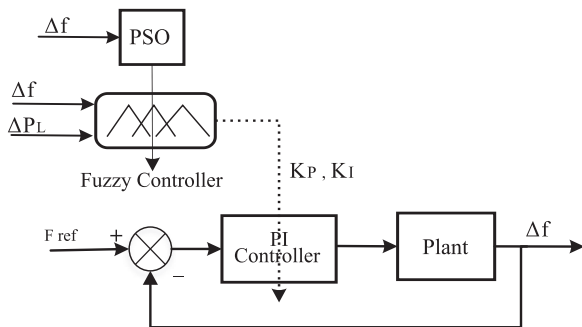 Δf
PSO
Δf
ΔPL
Fuzzy Controller
KP , KI
F ref
+
−
PI
Controller
Plant
Δf